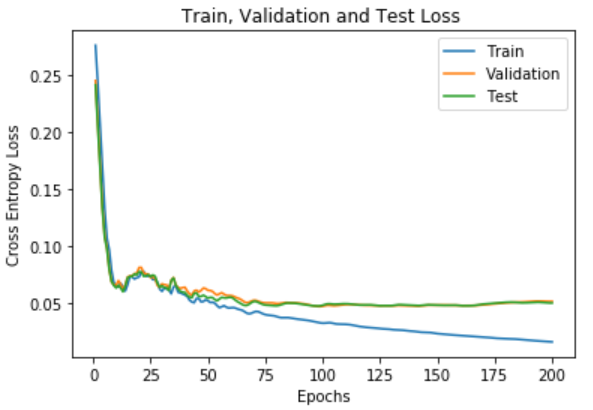 Train, Validation and Test Loss
Train
Validation
Test
Cross Entropy Loss
0.25
0.20
0.15
0.10
0.05
0 25 50 75 100 125 150 175 200
Epochs